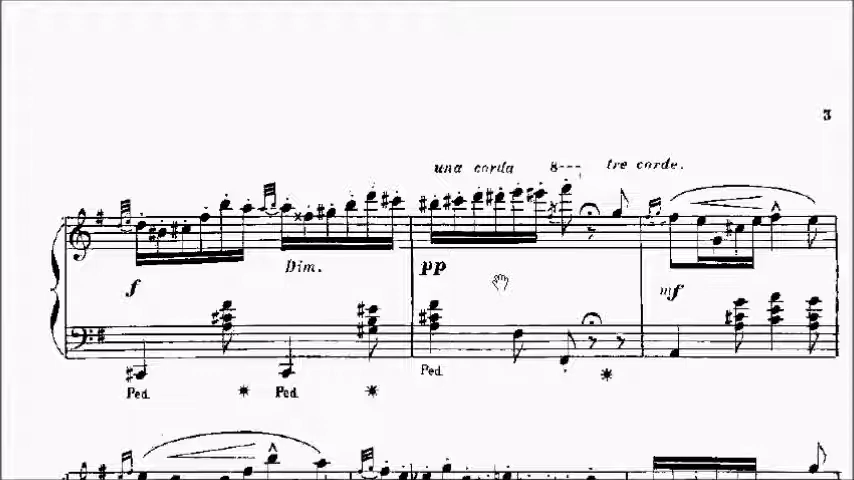 3
una corda 8--- tre corde.
f Dim. pp mf
Ped. Ped. Ped.